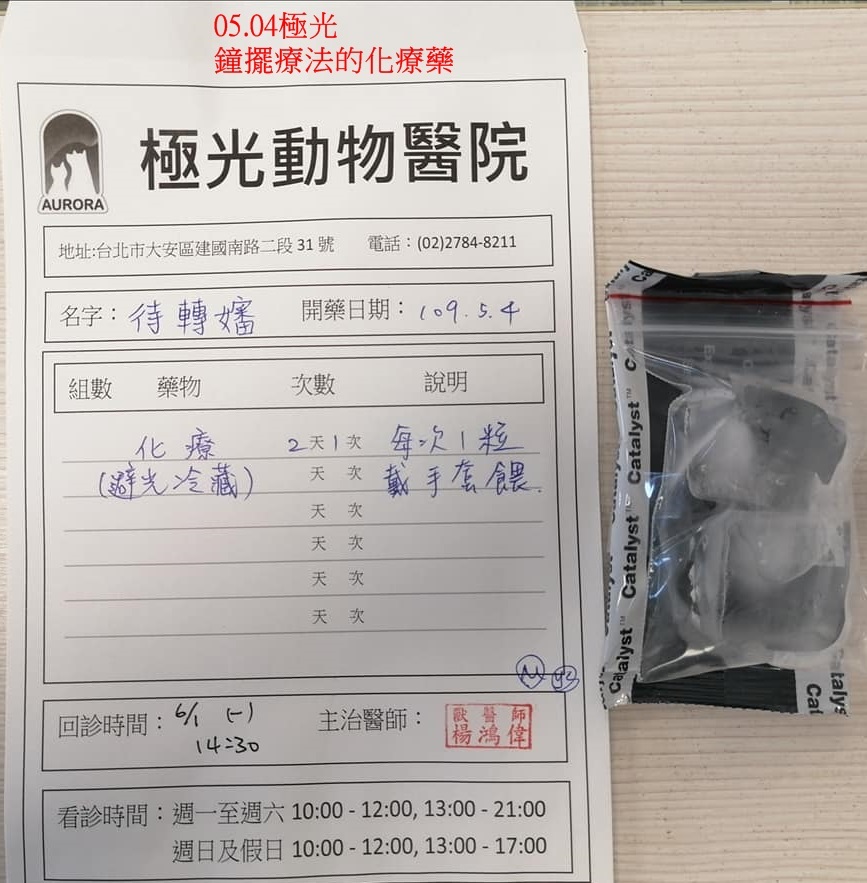 05.04極光
鐘擺療法的化療藥
AURORA
極光動物醫院
地址:台北市大安區建國南路二段 31 號 電話：(02)2784-8211
名字：待轉嬸 開藥日期：109.5.4
組數 藥物 次數 說明
化療 2天1次 每次1粒
(避光冷藏) 天 次 戴手套餵.
天 次
天 次
天 次
天 次
回診時間：6/1 (一) 主治醫師：獸醫師
14:30 楊鴻偉
看診時間：週一至週六 10:00 - 12:00, 13:00 - 21:00
週日及假日 10:00 - 12:00, 13:00 - 17:00
Catalyst™
Catalyst™
Catalyst™